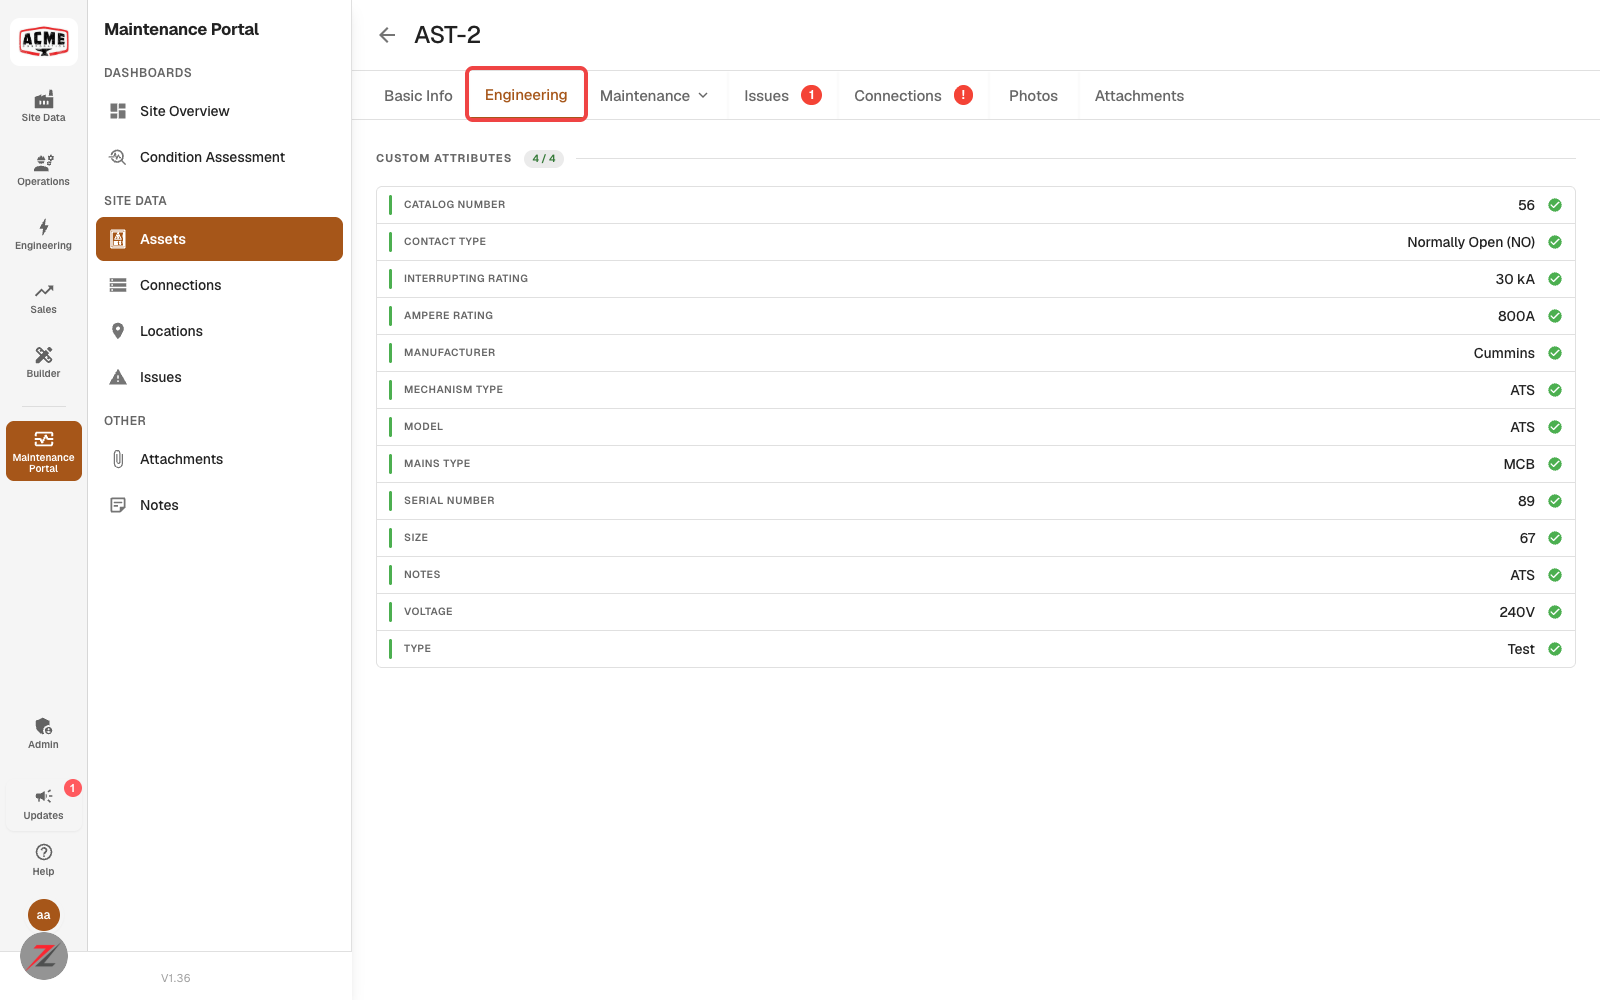 ACME
Site Data
Operations
Engineering
Sales
Builder
Maintenance
Portal
Admin
1
Updates
Help
aa
Maintenance Portal
DASHBOARDS
Site Overview
Condition Assessment
SITE DATA
Assets
Connections
Locations
Issues
OTHER
Attachments
Notes
V1.36
AST-2
Basic Info
Engineering
Maintenance
Issues 1
Connections !
Photos
Attachments
CUSTOM ATTRIBUTES 4 / 4
CATALOG NUMBER 56
CONTACT TYPE Normally Open (NO)
INTERRUPTING RATING 30 kA
AMPERE RATING 800A
MANUFACTURER Cummins
MECHANISM TYPE ATS
MODEL ATS
MAINS TYPE MCB
SERIAL NUMBER 89
SIZE 67
NOTES ATS
VOLTAGE 240V
TYPE Test